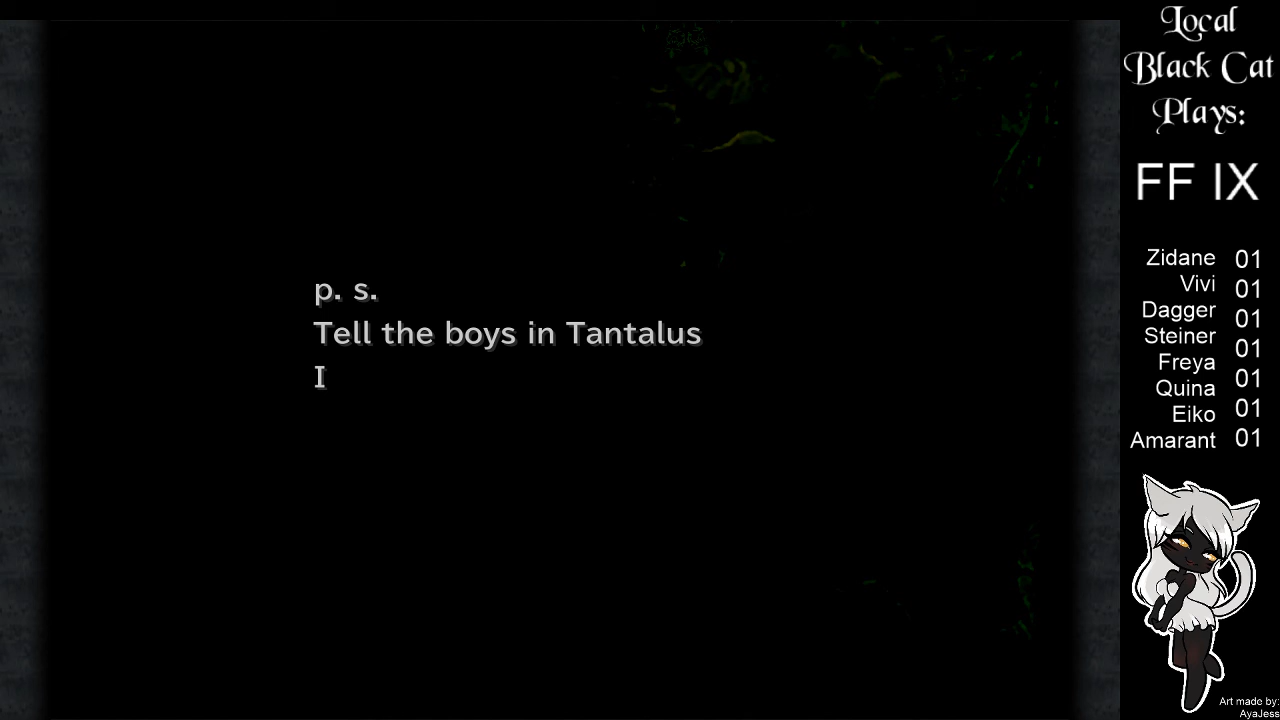 p. s.
Tell the boys in Tantalus
I
Local
Black Cat
Plays:
FF IX
Zidane 01
Vivi 01
Dagger 01
Steiner 01
Freya 01
Quina 01
Eiko 01
Amarant 01
Art made by:
AyaJess